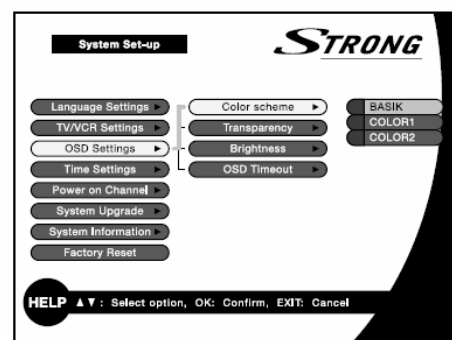 System Set-up
STRONG
Language Settings ►
TV/VCR Settings ►
OSD Settings ►
Time Settings ►
Power on Channel ►
System Upgrade ►
System Information ►
Factory Reset
Color scheme ►
Transparency ►
Brightness ►
OSD Timeout ►
BASIK
COLOR1
COLOR2
HELP ▲▼: Select option, OK: Confirm, EXIT: Cancel